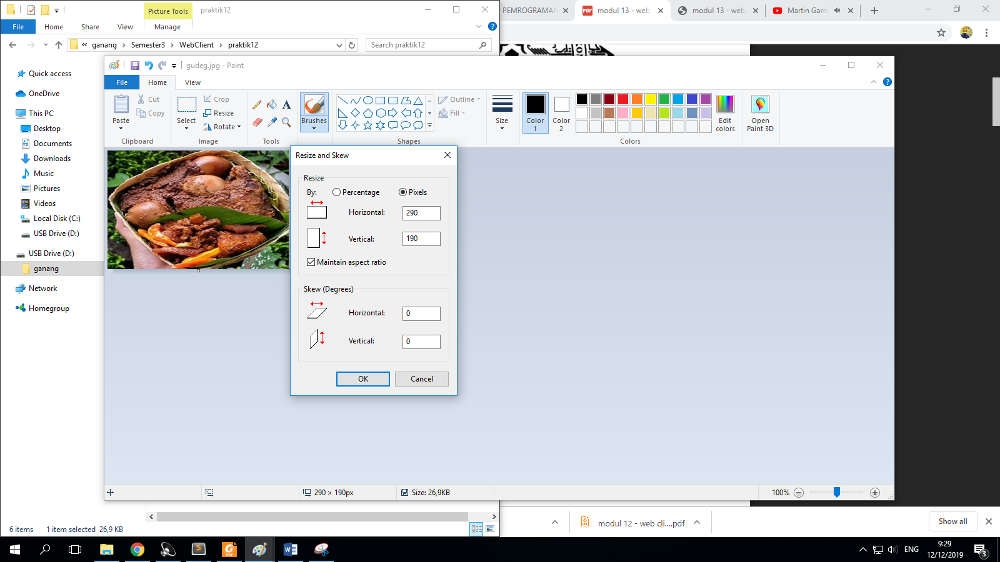 Picture Tools
praktik12
File
Home
Share
View
Manage
« ganang > Semester3 > WebClient > praktik12
Search praktik12
PEMROGRAMAN
modul 13 - web
modul 13 - web
Martin Garri
Quick access
OneDrive
This PC
Desktop
Documents
Downloads
Music
Pictures
Videos
Local Disk (C:)
USB Drive (D:)
USB Drive (D:)
ganang
Network
Homegroup
6 items
1 item selected 26,9 KB
gudeg.jpg - Paint
File
Home
View
Paste
Cut
Copy
Clipboard
Select
Crop
Resize
Rotate
Image
Tools
Brushes
Shapes
Outline
Fill
Size
Color 1
Color 2
Colors
Edit colors
Open Paint 3D
Resize and Skew
Resize
By:
Percentage
Pixels
Horizontal:
290
Vertical:
190
Maintain aspect ratio
Skew (Degrees)
Horizontal:
0
Vertical:
0
OK
Cancel
290 × 190px
Size: 26,9KB
100%
modul 12 - web cli....pdf
Show all
ENG
9:29
12/12/2019
3